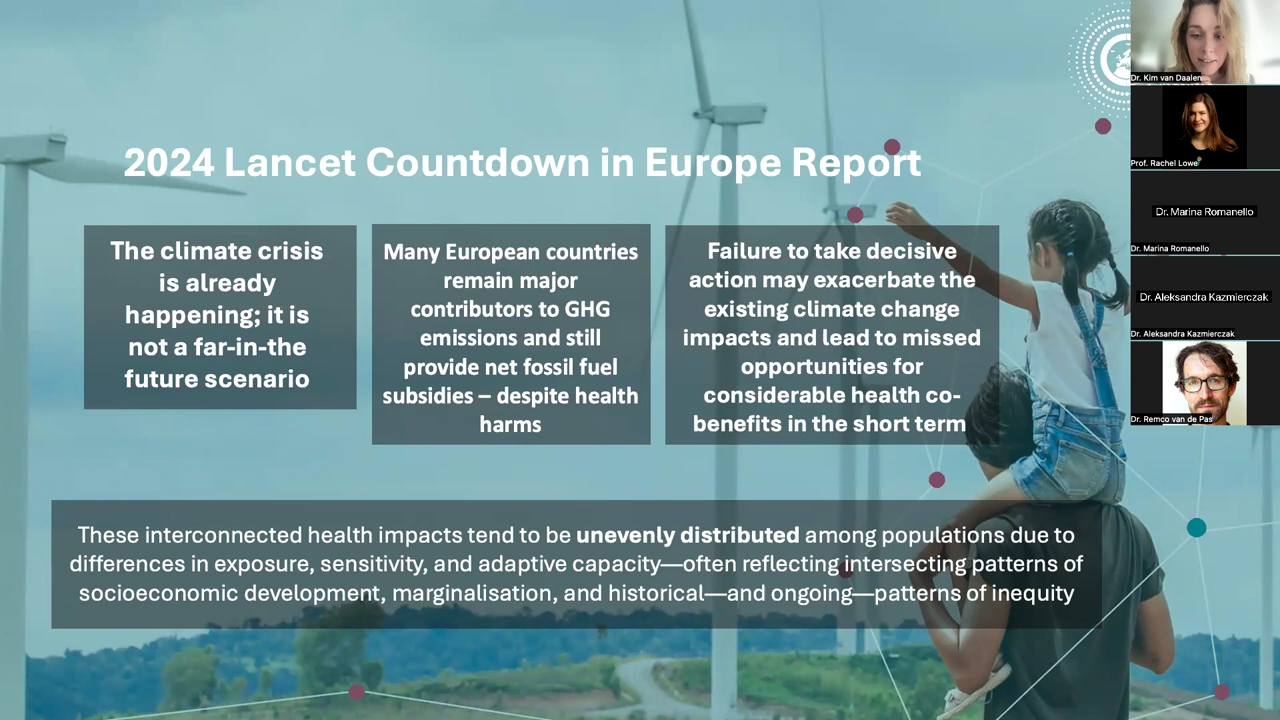 2024 Lancet Countdown in Europe Report
The climate crisis
is already
happening; it is
not a far-in-the
future scenario
Many European countries
remain major
contributors to GHG
emissions and still
provide net fossil fuel
subsidies – despite health
harms
Failure to take decisive
action may exacerbate the
existing climate change
impacts and lead to missed
opportunities for
considerable health co-
benefits in the short term
These interconnected health impacts tend to be unevenly distributed among populations due to
differences in exposure, sensitivity, and adaptive capacity—often reflecting intersecting patterns of
socioeconomic development, marginalisation, and historical—and ongoing—patterns of inequity
Dr. Kim van Daalen
Prof. Rachel Lowe
Dr. Marina Romanello
Dr. Marina Romanello
Dr. Aleksandra Kazmierczak
Dr. Aleksandra Kazmierczak
Dr. Remco van de Pas